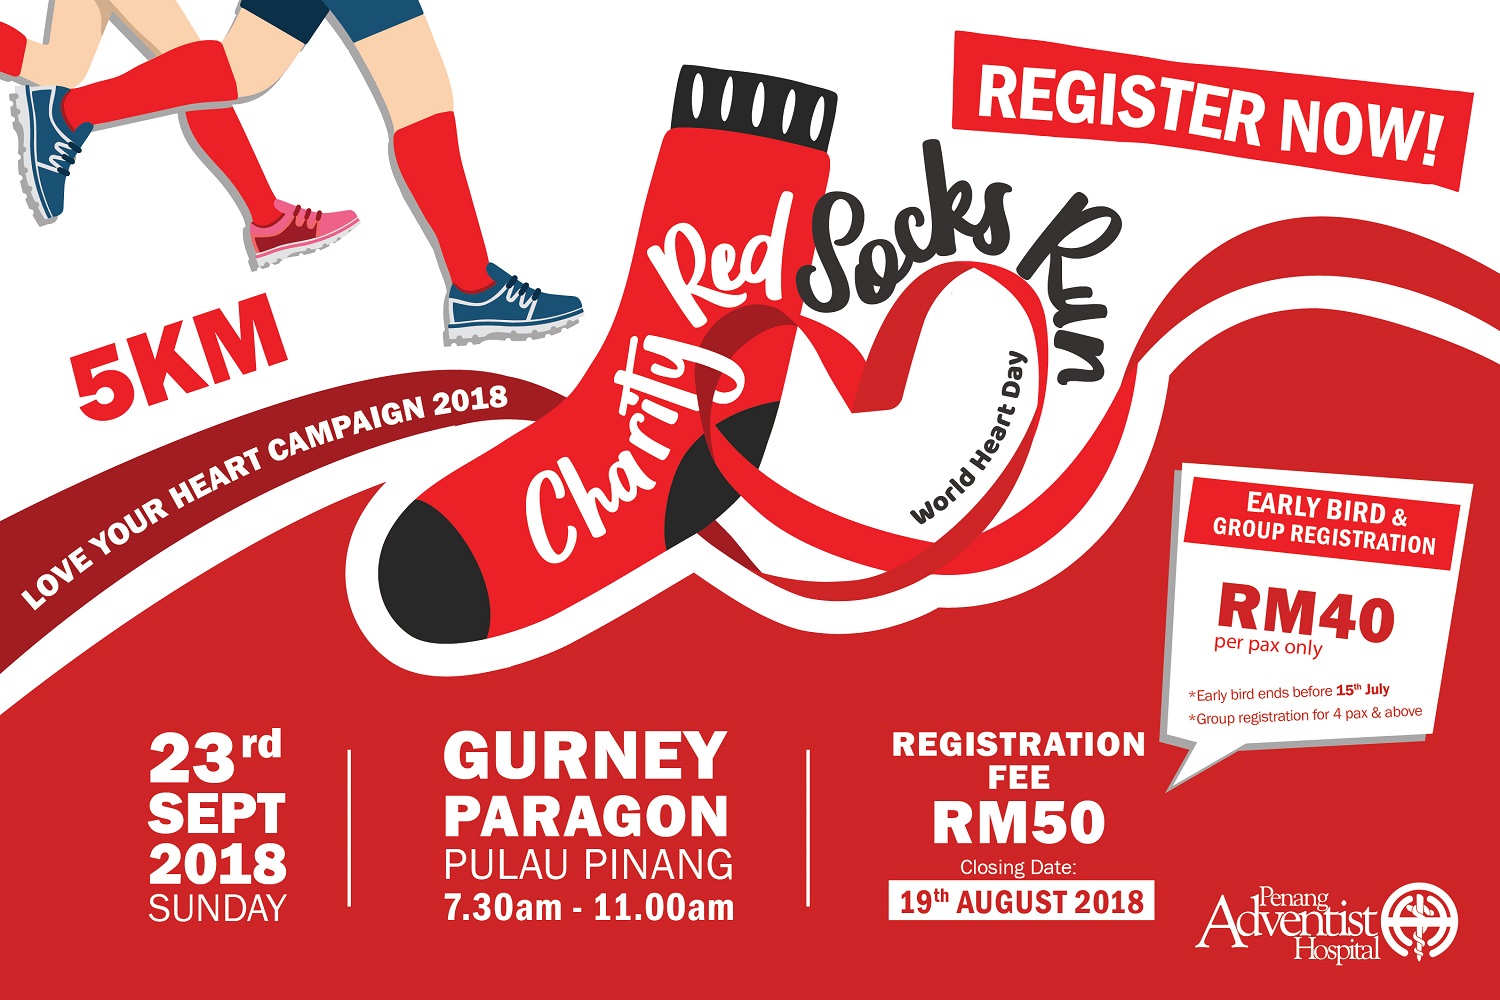 REGISTER NOW!
Charity Red Socks Run
World Heart Day
5KM
LOVE YOUR HEART CAMPAIGN 2018
EARLY BIRD &
GROUP REGISTRATION
RM40
per pax only
*Early bird ends before 15th July
*Group registration for 4 pax & above
23rd
SEPT
2018
SUNDAY
GURNEY
PARAGON
PULAU PINANG
7.30am - 11.00am
REGISTRATION
FEE
RM50
Closing Date:
19th AUGUST 2018
Penang
Adventist
Hospital